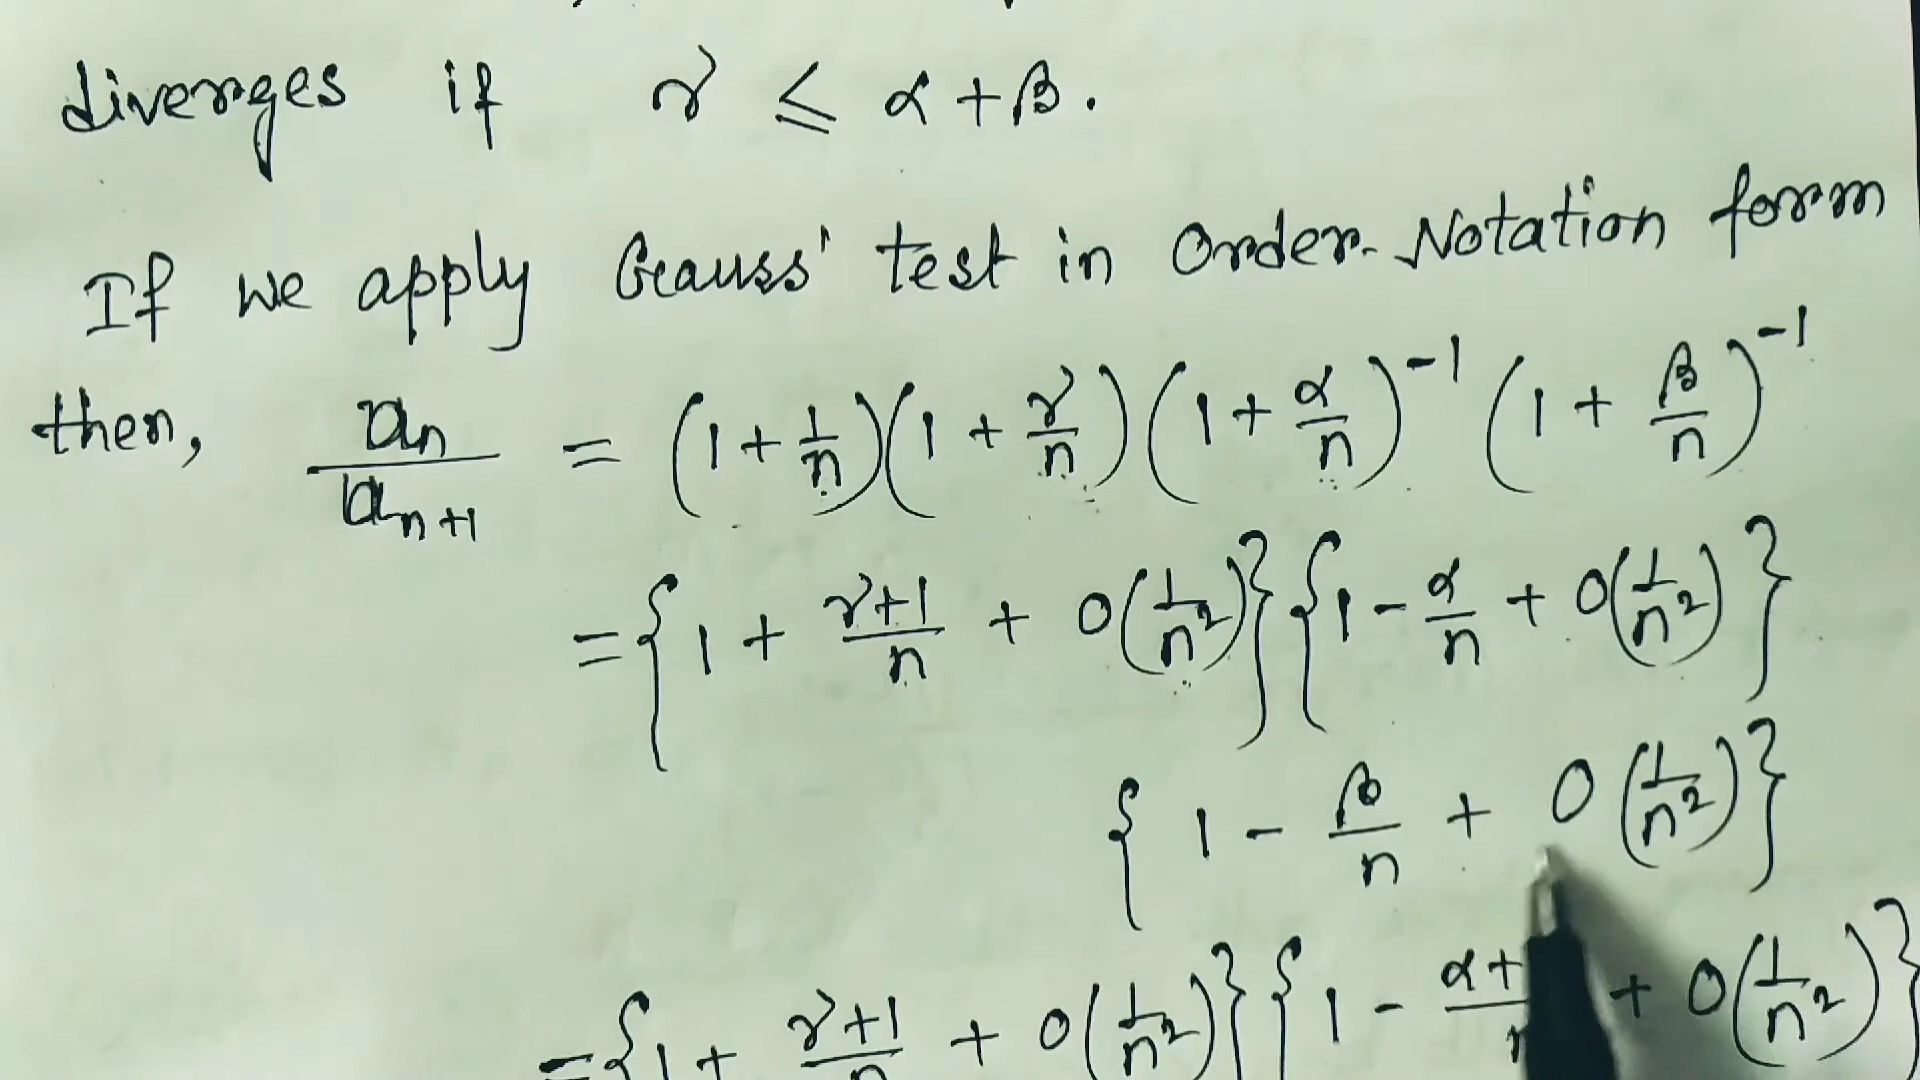 diverges if γ ≤ α + β.
If we apply Gauss' test in Order-Notation form
then, aₙ/aₙ₊₁ = (1 + 1/n)(1 + γ/n)(1 + α/n)⁻¹(1 + β/n)⁻¹
= {1 + (γ+1)/n + O(1/n²)}{1 - α/n + O(1/n²)}
{1 - β/n + O(1/n²)}
= {1 + (γ+1)/n + O(1/n²)}{1 - α+ /n + O(1/n²)}